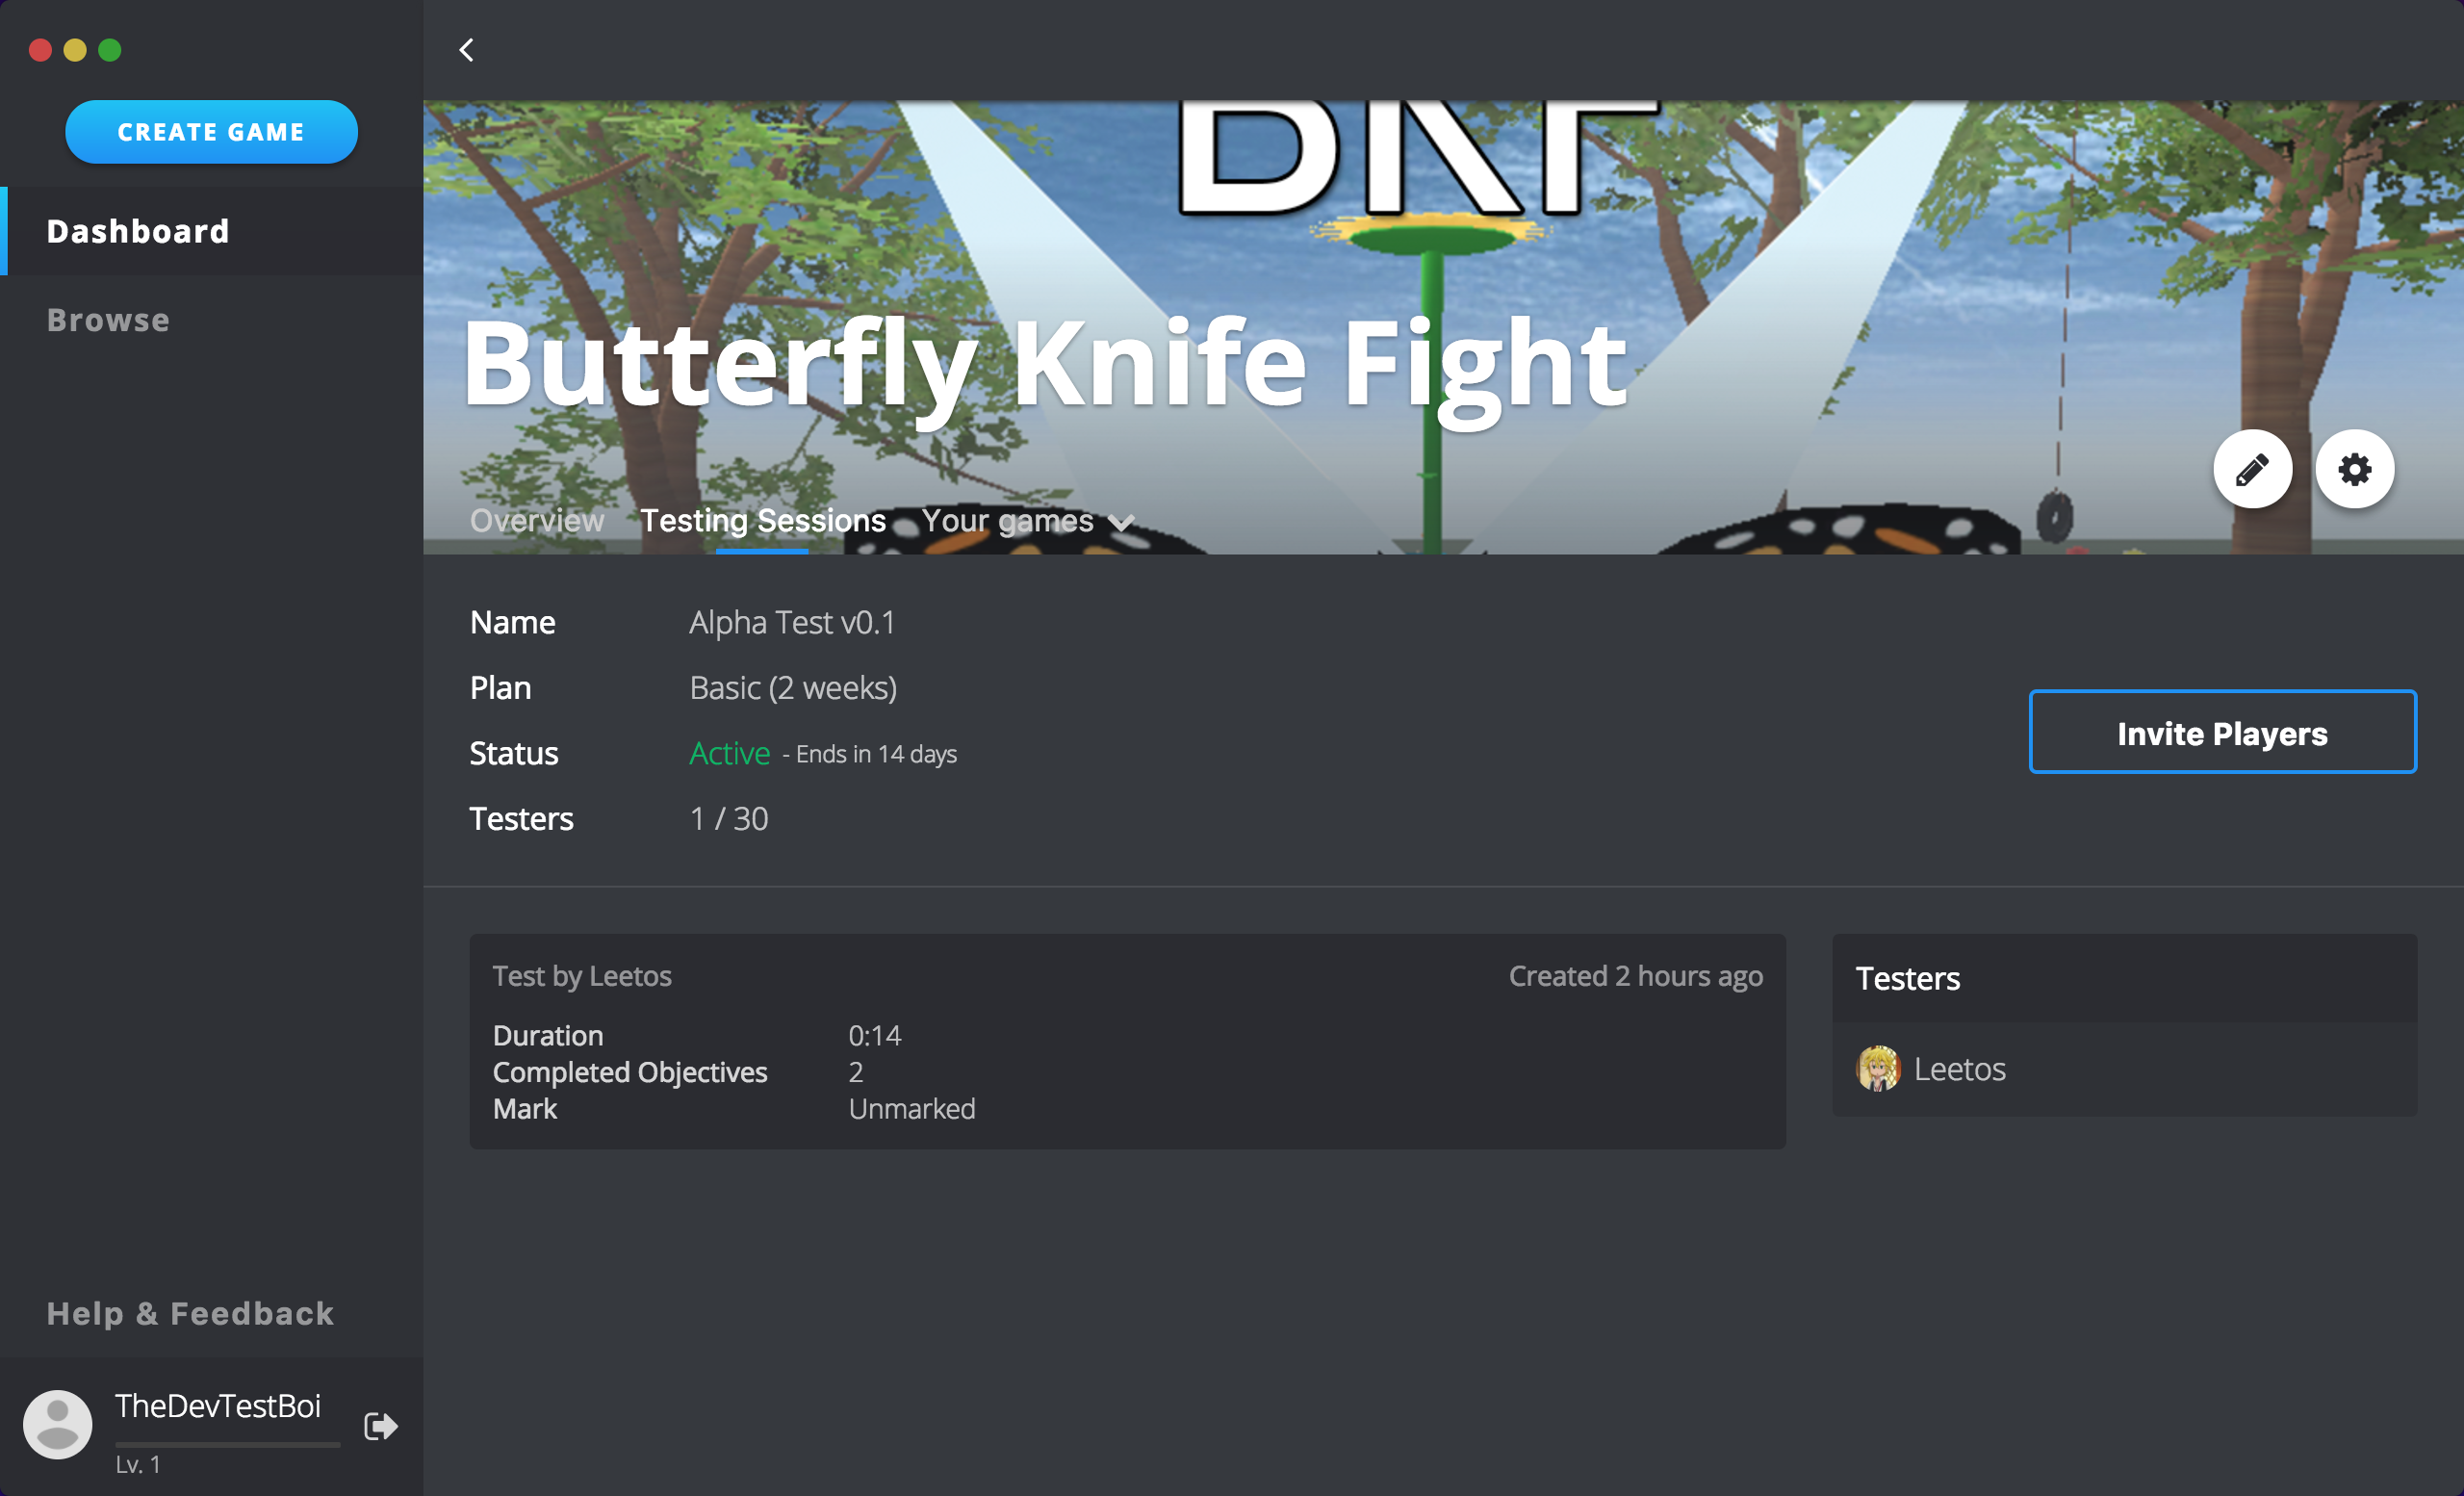 CREATE GAME
Dashboard
Browse
BKF
Butterfly Knife Fight
Overview Testing Sessions Your games
Name Alpha Test v0.1
Plan Basic (2 weeks)
Status Active - Ends in 14 days
Testers 1 / 30
Invite Players
Test by Leetos Created 2 hours ago
Duration 0:14
Completed Objectives 2
Mark Unmarked
Testers
Leetos
Help & Feedback
TheDevTestBoi
Lv. 1